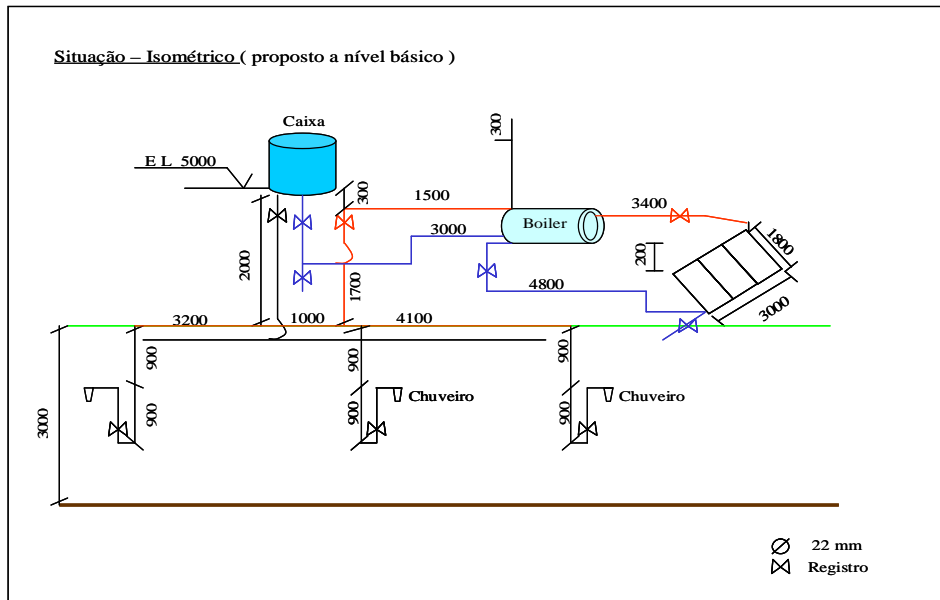 Situação – Isométrico ( proposto a nível básico )
Caixa
300
E L 5000
300
1500
3400
Boiler
3000
1800
200
2000
1700
4800
3000
3200
1000
4100
900
900
900
900
Chuveiro
900
900
Chuveiro
3000
22 mm
Registro